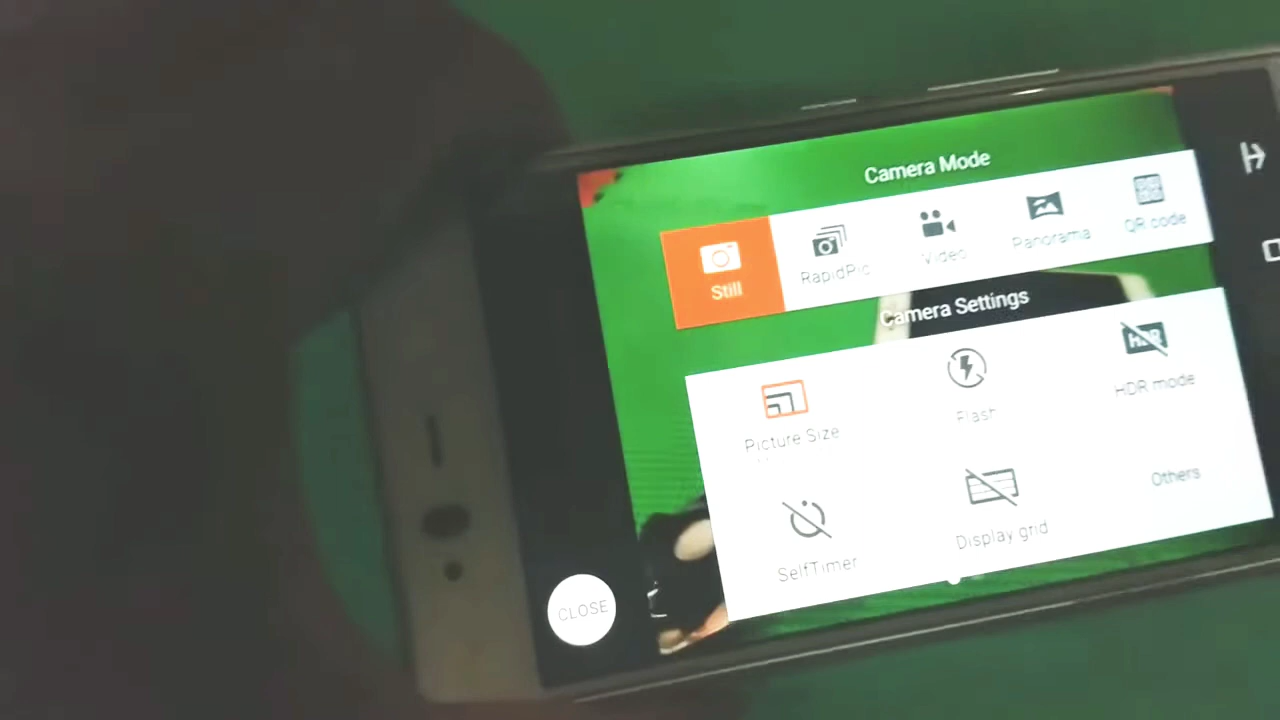 Camera Mode
Still
RapidPic
Video
Panorama
QR code
Camera Settings
Picture Size
Flash
HDR
HDR mode
SelfTimer
Display grid
Others
CLOSE